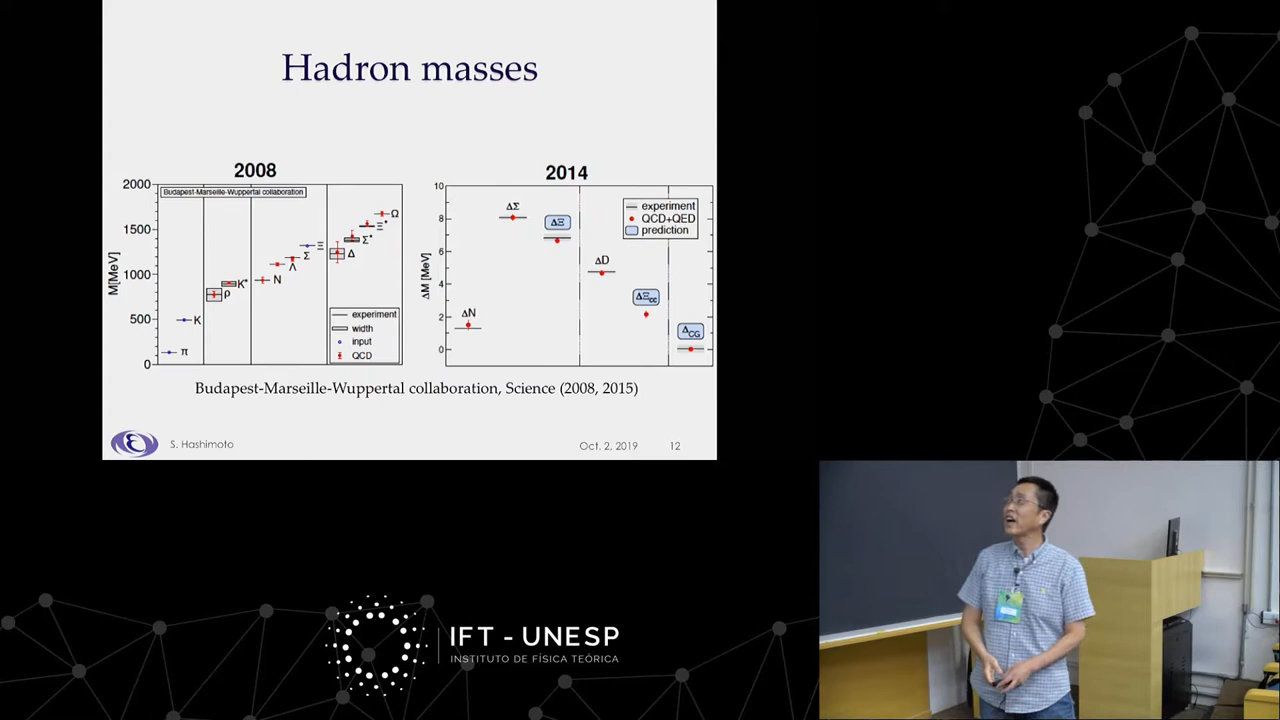 Hadron masses
2008
2000
1500
1000
500
0
M[MeV]
Budapest-Marseille-Wuppertal collaboration
π
K
ρ
K*
N
Λ
Σ
Ξ
Δ
Σ*
Ξ*
Ω
experiment
width
input
QCD
2014
10
8
6
4
2
0
ΔM [MeV]
ΔN
ΔΣ
ΔΞ
ΔD
ΔΞcc
ΔCG
experiment
QCD+QED
prediction
Budapest-Marseille-Wuppertal collaboration, Science (2008, 2015)
S. Hashimoto
Oct. 2, 2019
12
IFT - UNESP
INSTITUTO DE FÍSICA TEÓRICA